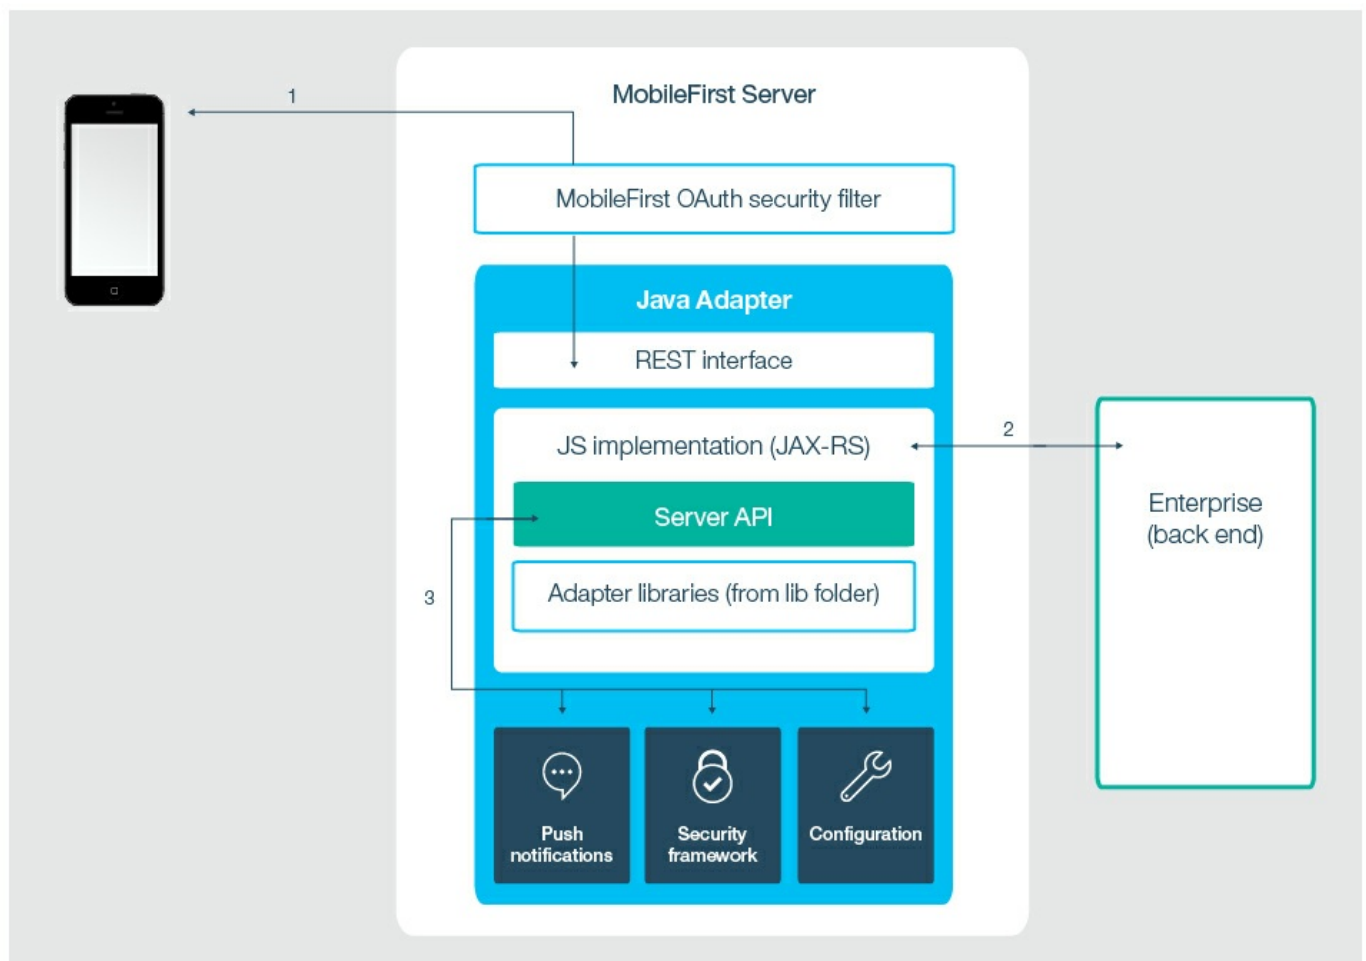 1
MobileFirst Server
MobileFirst OAuth security filter
Java Adapter
REST interface
JS implementation (JAX-RS)
2
Server API
Enterprise
(back end)
3
Adapter libraries (from lib folder)
Push
notifications
Security
framework
Configuration